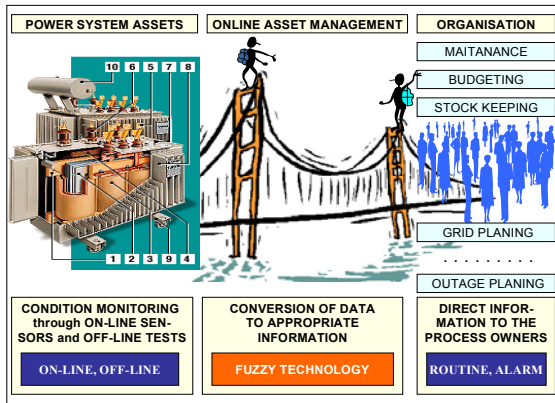 POWER SYSTEM ASSETS
ONLINE ASSET MANAGEMENT
ORGANISATION
10 6 5 7 8
1 2 3 9 4
MAITANANCE
BUDGETING
STOCK KEEPING
GRID PLANING
. . . . . . . . .
OUTAGE PLANING
CONDITION MONITORING
through ON-LINE SEN-
SORS and OFF-LINE TESTS
ON-LINE, OFF-LINE
CONVERSION OF DATA
TO APPROPRIATE
INFORMATION
FUZZY TECHNOLOGY
DIRECT INFOR-
MATION TO THE
PROCESS OWNERS
ROUTINE, ALARM